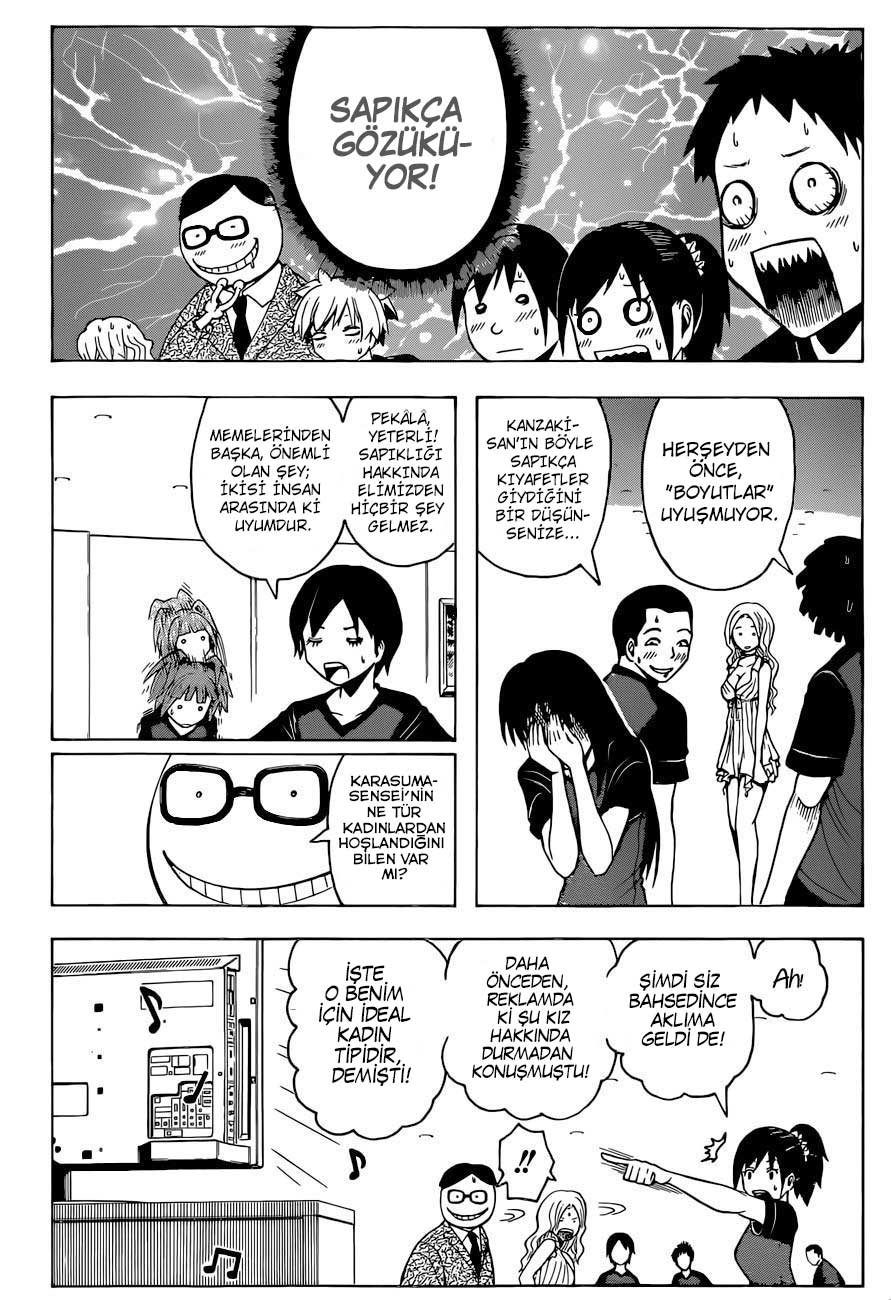 SAPIKÇA
GÖZÜKÜ-
YOR!
HERŞEYDEN
ÖNCE,
"BOYUTLAR"
UYUŞMUYOR.
KANZAKİ-
SAN'IN BÖYLE
SAPIKÇA
KIYAFETLER
GİYDİĞİNİ
BİR DÜŞÜN-
SENİZE...
PEKÂLÂ,
YETERLİ!
SAPIKLIĞI
HAKKINDA
ELİMİZDEN
HİÇBİR ŞEY
GELMEZ.
MEMELERİNDEN
BAŞKA, ÖNEMLİ
OLAN ŞEY;
İKİSİ İNSAN
ARASINDA Kİ
UYUMDUR.
KARASUMA-
SENSEİ'NİN
NE TÜR
KADINLARDAN
HOŞLANDIĞINI
BİLEN VAR
MI?
Ah!
ŞİMDİ SİZ
BAHSEDİNCE
AKLIMA
GELDİ DE!
DAHA
ÖNCEDEN,
REKLAMDA
Kİ ŞU KIZ
HAKKINDA
DURMADAN
KONUŞMUŞTU!
İŞTE
O BENİM
İÇİN İDEAL
KADIN
TİPİDİR,
DEMİŞTİ!
!!